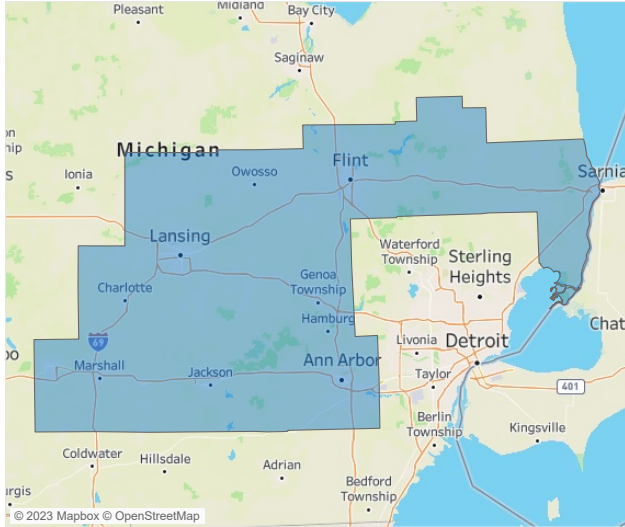 Pleasant
Midland
Bay City
Saginaw
Michigan
Flint
Ionia
Owosso
Sarnia
Lansing
Waterford
Township
Sterling
Heights
Charlotte
Genoa
Township
Hamburg
69
Livonia
Detroit
Chat
Marshall
Jackson
Ann Arbor
Taylor
401
Berlin
Township
Kingsville
Coldwater
Hillsdale
Adrian
Bedford
Township
urgis
© 2023 Mapbox © OpenStreetMap